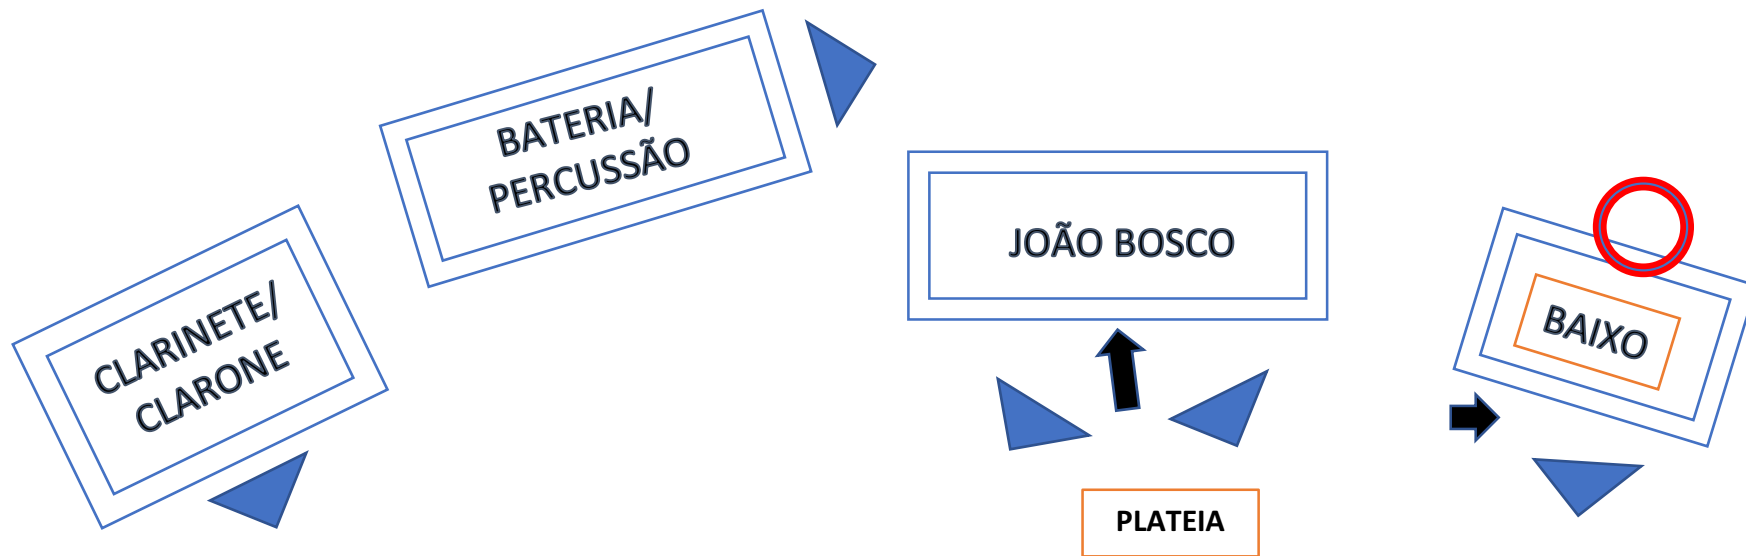 BATERIA/
PERCUSSÃO
CLARINETE/
CLARONE
JOÃO BOSCO
BAIXO
PLATEIA